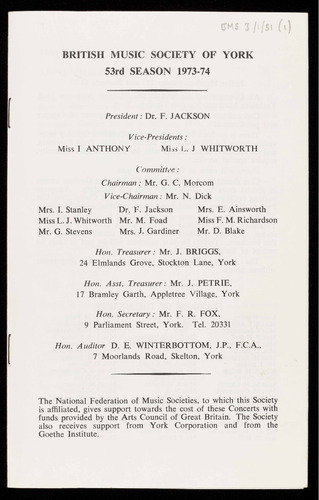 BMS 3/1/51 (1)
BRITISH MUSIC SOCIETY OF YORK
53rd SEASON 1973-74
President: Dr. F. JACKSON
Vice-Presidents:
Miss I ANTHONY Miss L. J WHITWORTH
Committee:
Chairman: Mr. G. C. Morcom
Vice-Chairman: Mr. N. Dick
Mrs. I. Stanley Dr. F. Jackson Mrs. E. Ainsworth
Miss L. J. Whitworth Mr. M. Foad Miss F. M. Richardson
Mr. G. Stevens Mrs. J. Gardiner Mr. D. Blake
Hon. Treasurer: Mr. J. BRIGGS,
24 Elmlands Grove, Stockton Lane, York
Hon. Asst. Treasurer: Mr. J. PETRIE,
17 Bramley Garth, Appletree Village, York
Hon. Secretary: Mr. F. R. FOX,
9 Parliament Street, York. Tel. 20331
Hon. Auditor D. E. WINTERBOTTOM, J.P., F.C.A.,
7 Moorlands Road, Skelton, York
The National Federation of Music Societies, to which this Society
is affiliated, gives support towards the cost of these Concerts with
funds provided by the Arts Council of Great Britain. The Society
also receives support from York Corporation and from the
Goethe Institute.